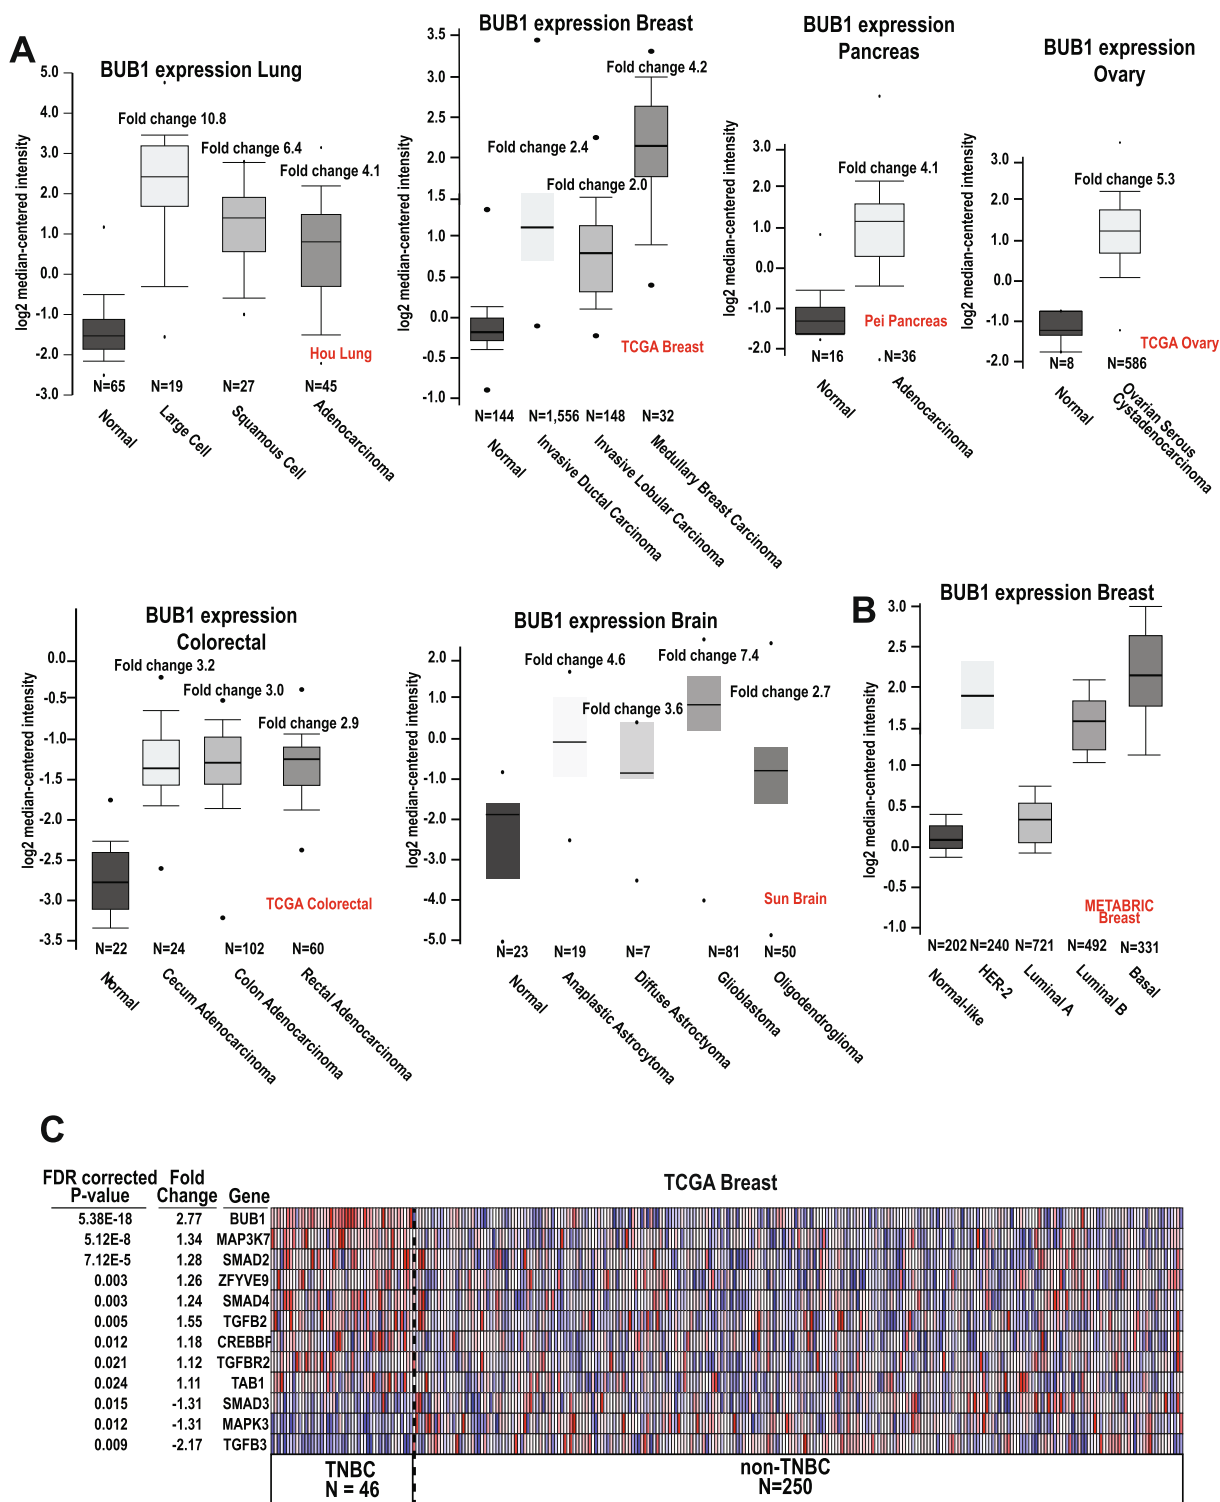 A
BUB1 expression Lung
log2 median-centered intensity
5.0
4.0
3.0
2.0
1.0
0.0
-1.0
-2.0
-3.0
Fold change 10.8
Fold change 6.4
Fold change 4.1
Hou Lung
N=65
N=19
N=27
N=45
Normal
Large Cell
Squamous Cell
Adenocarcinoma
BUB1 expression Breast
log2 median-centered intensity
3.5
3.0
2.5
2.0
1.5
1.0
0.5
0.0
-0.5
-1.0
Fold change 4.2
Fold change 2.4
Fold change 2.0
TCGA Breast
N=144
N=1,556
N=148
N=32
Normal
Invasive Ductal Carcinoma
Invasive Lobular Carcinoma
Medullary Breast Carcinoma
BUB1 expression
Pancreas
log2 median-centered intensity
3.0
2.0
1.0
0.0
-1.0
-2.0
Fold change 4.1
Pei Pancreas
N=16
N=36
Normal
Adenocarcinoma
BUB1 expression
Ovary
log2 median-centered intensity
3.0
2.0
1.0
0.0
-1.0
-2.0
Fold change 5.3
TCGA Ovary
N=8
N=586
Normal
Ovarian Serous
Cystadenocarcinoma
BUB1 expression
Colorectal
log2 median-centered intensity
0.0
-0.5
-1.0
-1.5
-2.0
-2.5
-3.0
-3.5
Fold change 3.2
Fold change 3.0
Fold change 2.9
TCGA Colorectal
N=22
N=24
N=102
N=60
Normal
Cecum Adenocarcinoma
Colon Adenocarcinoma
Rectal Adenocarcinoma
BUB1 expression Brain
log2 median-centered intensity
2.0
1.0
0.0
-1.0
-2.0
-3.0
-4.0
-5.0
Fold change 4.6
Fold change 7.4
Fold change 3.6
Fold change 2.7
Sun Brain
N=23
N=19
N=7
N=81
N=50
Normal
Anaplastic Astrocytoma
Diffuse Astroctyoma
Glioblastoma
Oligodendroglioma
B
BUB1 expression Breast
log2 median-centered intensity
3.0
2.5
2.0
1.5
1.0
0.5
0.0
-0.5
-1.0
METABRIC
Breast
N=202
N=240
N=721
N=492
N=331
Normal-like
HER-2
Luminal A
Luminal B
Basal
C
FDR corrected
P-value
Fold
Change
Gene
TCGA Breast
5.38E-18 2.77 BUB1
5.12E-8 1.34 MAP3K7
7.12E-5 1.28 SMAD2
0.003 1.26 ZFYVE9
0.003 1.24 SMAD4
0.005 1.55 TGFB2
0.012 1.18 CREBBF
0.021 1.12 TGFBR2
0.024 1.11 TAB1
0.015 -1.31 SMAD3
0.012 -1.31 MAPK3
0.009 -2.17 TGFB3
TNBC
N = 46
non-TNBC
N=250